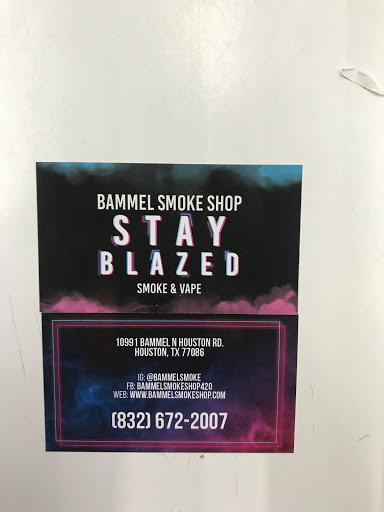 BAMMEL SMOKE SHOP
STAY
BLAZED
SMOKE & VAPE
10991 BAMMEL N HOUSTON RD.
HOUSTON, TX 77086
IG: @BAMMELSMOKE
FB: BAMMELSMOKESHOP420
WEB: WWW.BAMMELSMOKESHOP.COM
(832) 672-2007